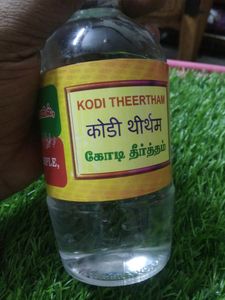 KODI THEERTHAM
कोडी थीर्थम
கோடி தீர்த்தம்